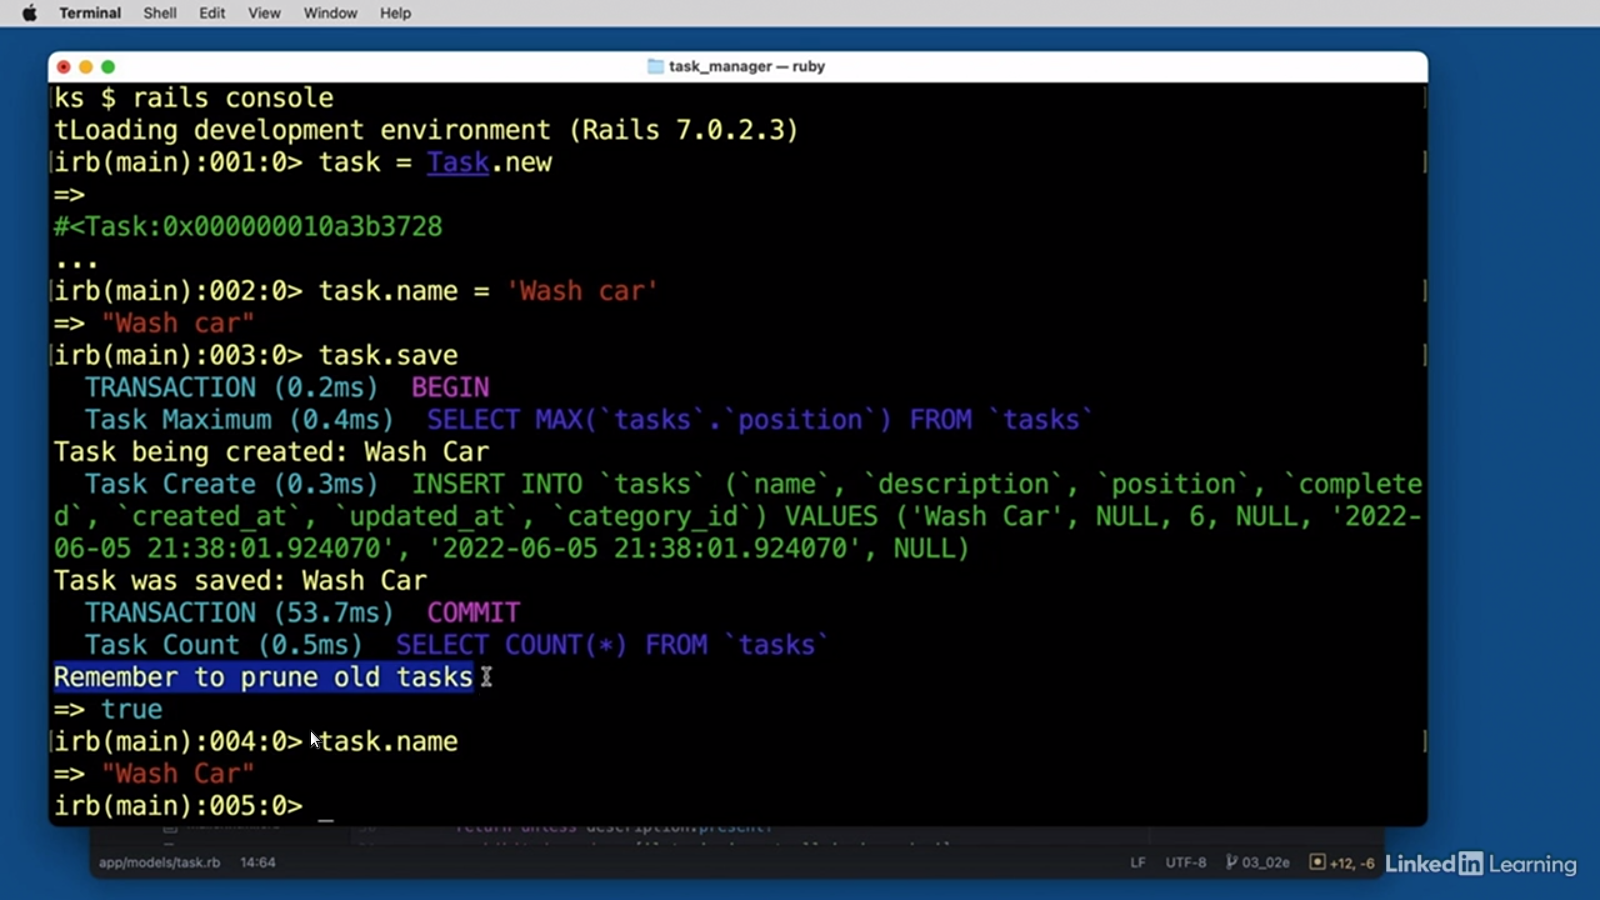 Terminal Shell Edit View Window Help
task_manager — ruby
ks $ rails console
tLoading development environment (Rails 7.0.2.3)
irb(main):001:0> task = Task.new
=>
#<Task:0x000000010a3b3728
...
irb(main):002:0> task.name = 'Wash car'
=> "Wash car"
irb(main):003:0> task.save
TRANSACTION (0.2ms) BEGIN
Task Maximum (0.4ms) SELECT MAX(`tasks`.`position`) FROM `tasks`
Task being created: Wash Car
Task Create (0.3ms) INSERT INTO `tasks` (`name`, `description`, `position`, `complete
d`, `created_at`, `updated_at`, `category_id`) VALUES ('Wash Car', NULL, 6, NULL, '2022-
06-05 21:38:01.924070', '2022-06-05 21:38:01.924070', NULL)
Task was saved: Wash Car
TRANSACTION (53.7ms) COMMIT
Task Count (0.5ms) SELECT COUNT(*) FROM `tasks`
Remember to prune old tasks
=> true
irb(main):004:0> task.name
=> "Wash Car"
irb(main):005:0> _
return unless description.present?
app/models/task.rb 14:64 LF UTF-8 03_02e +12, -6
LinkedIn Learning